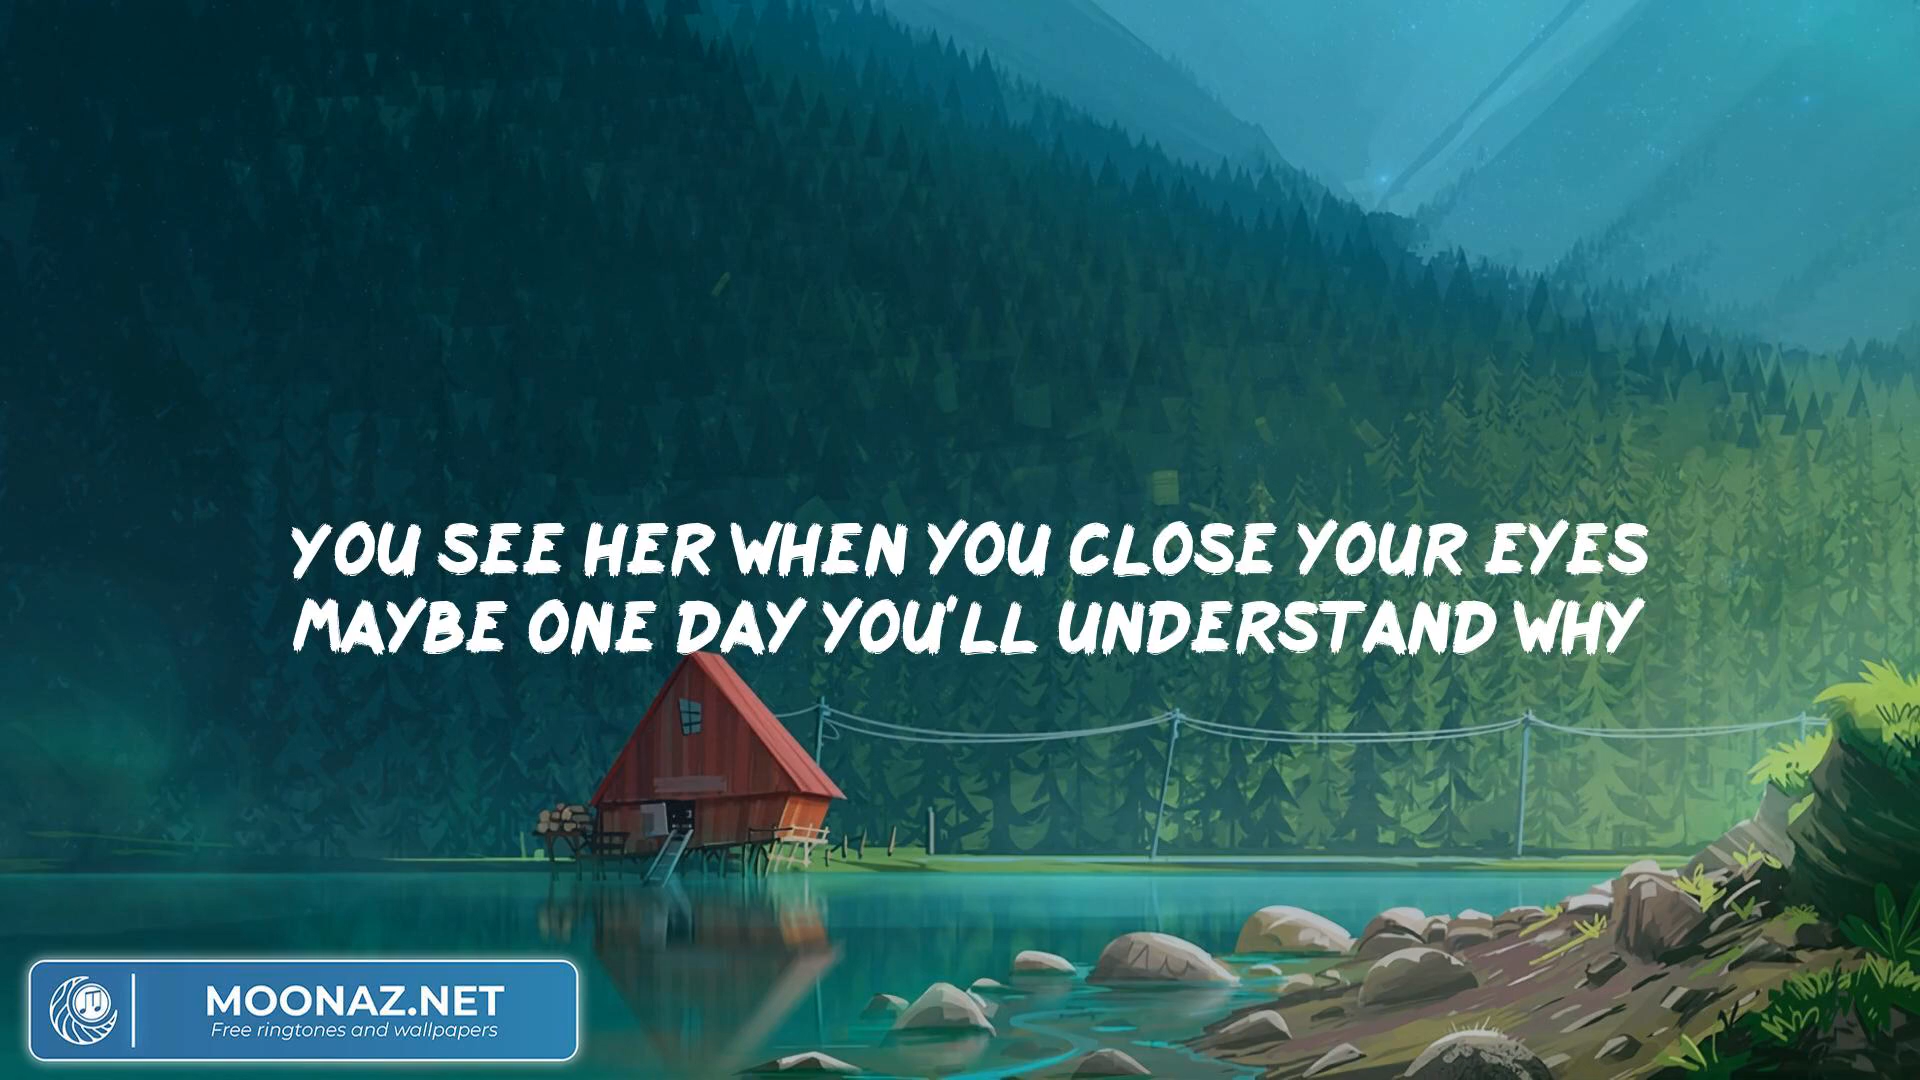 YOU SEE HER WHEN YOU CLOSE YOUR EYES
MAYBE ONE DAY YOU'LL UNDERSTAND WHY
MOONAZ.NET
Free ringtones and wallpapers